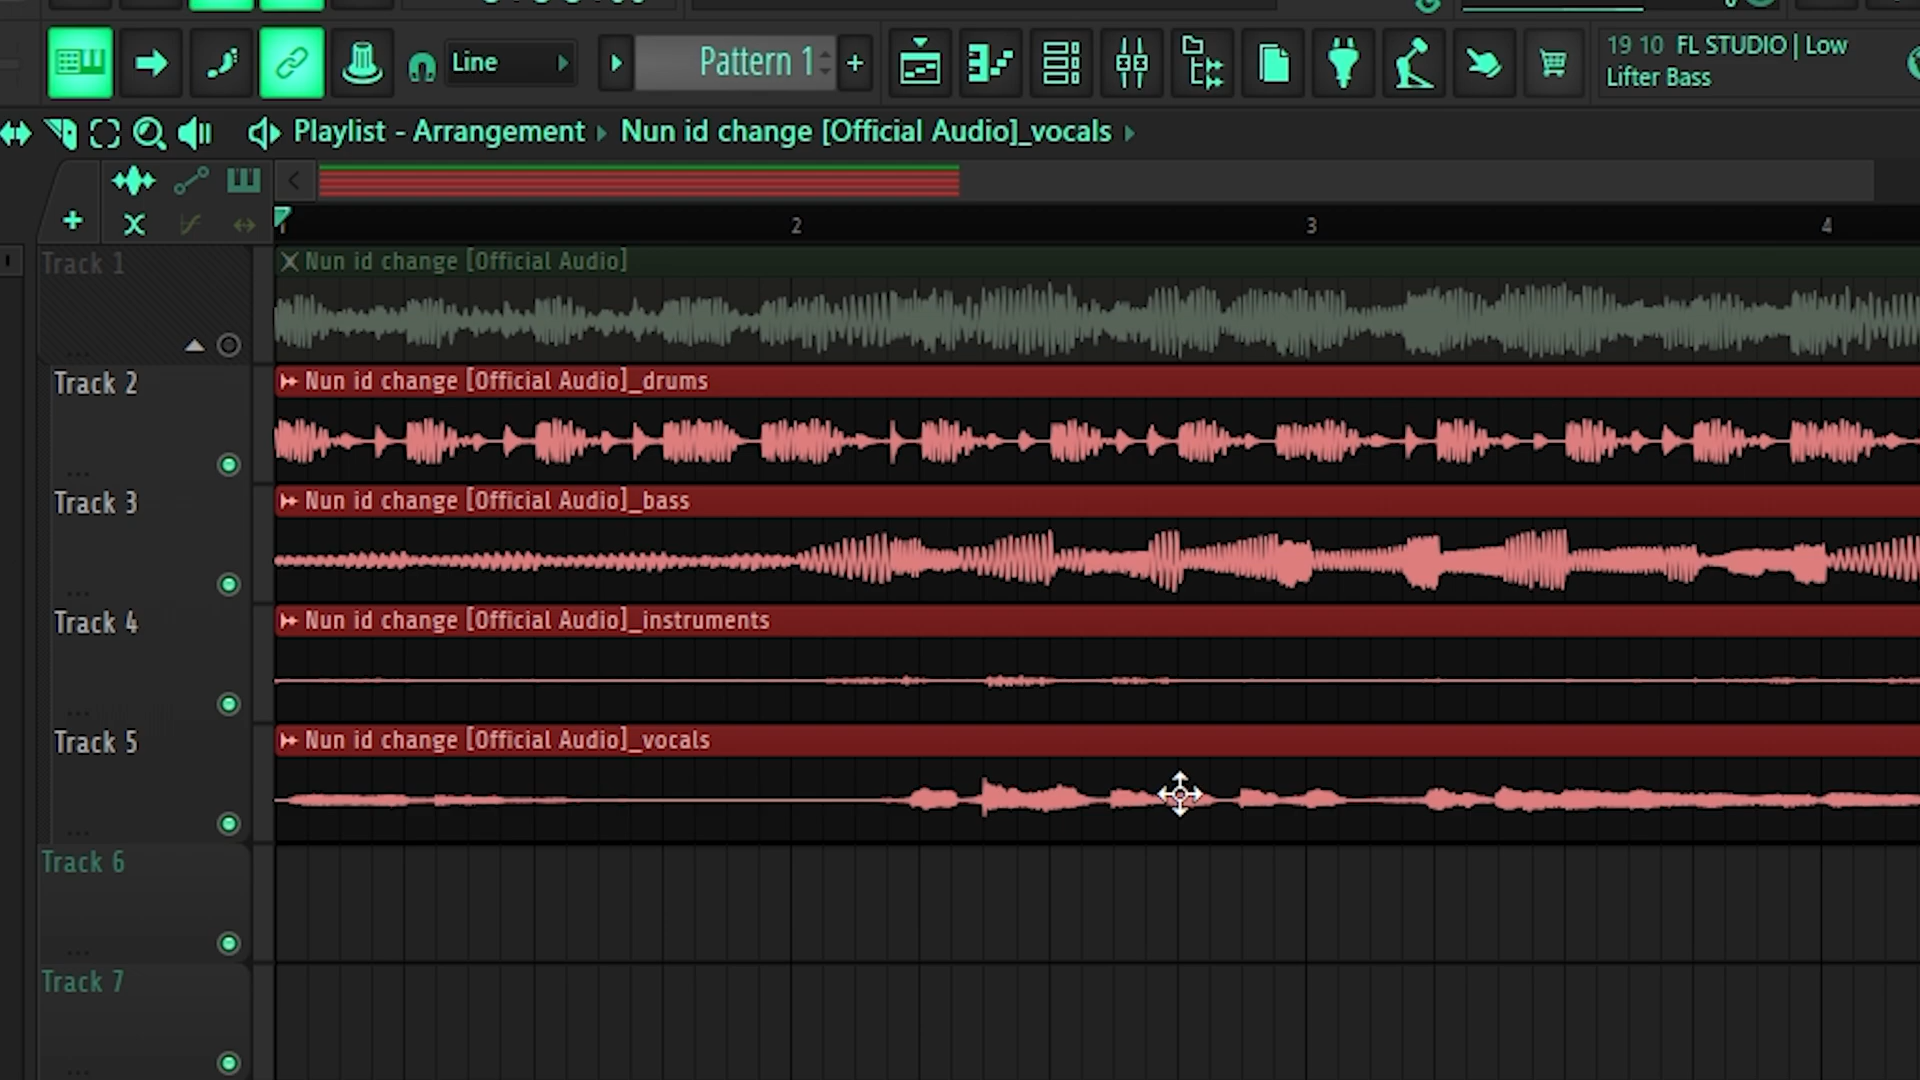 Line
Pattern 1
19 10 FL STUDIO | Low
Lifter Bass
Playlist - Arrangement
Nun id change [Official Audio]_vocals
1
2
3
4
Track 1
Nun id change [Official Audio]
Track 2
Nun id change [Official Audio]_drums
Track 3
Nun id change [Official Audio]_bass
Track 4
Nun id change [Official Audio]_instruments
Track 5
Nun id change [Official Audio]_vocals
Track 6
Track 7